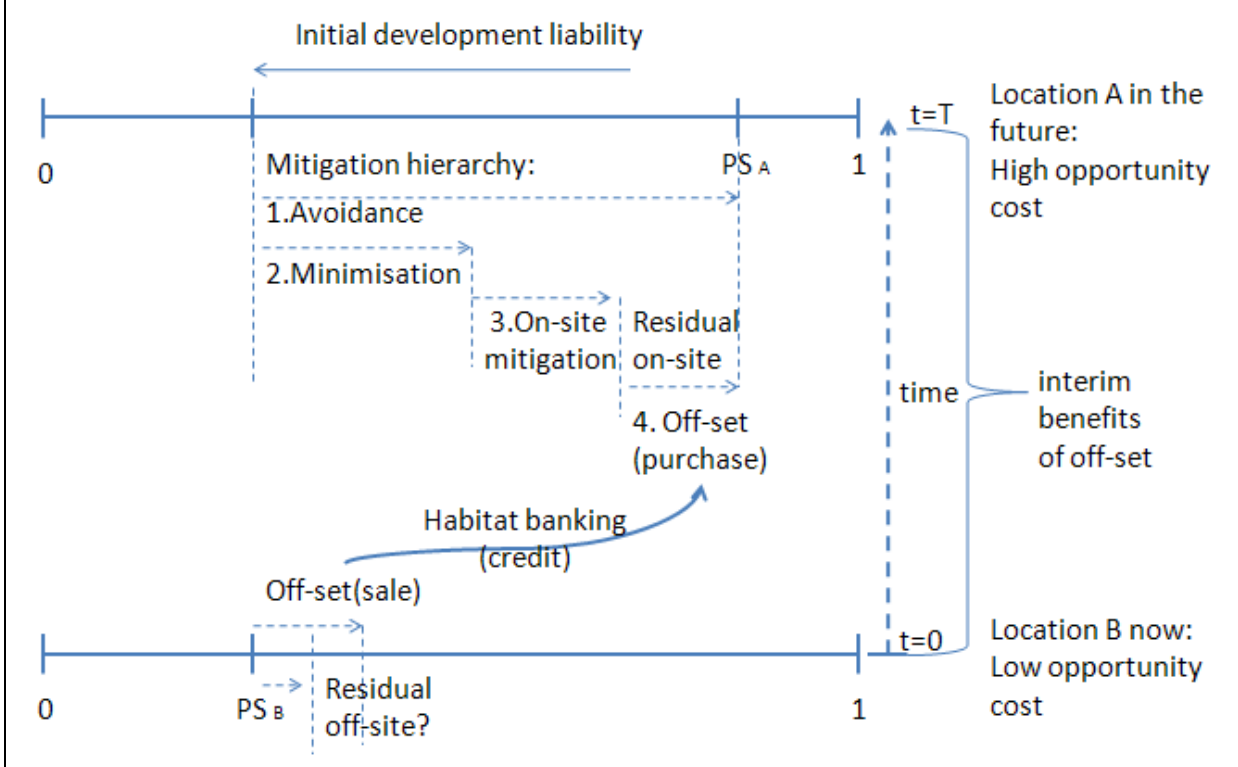 Initial development liability
t=T
Location A in the
future:
High opportunity
cost
0
Mitigation hierarchy:
PS A
1
1.Avoidance
2.Minimisation
3.On-site
mitigation
Residual
on-site
time
interim
benefits
of off-set
4. Off-set
(purchase)
Habitat banking
(credit)
Off-set(sale)
t=0
Location B now:
Low opportunity
cost
0
PS B
Residual
off-site?
1